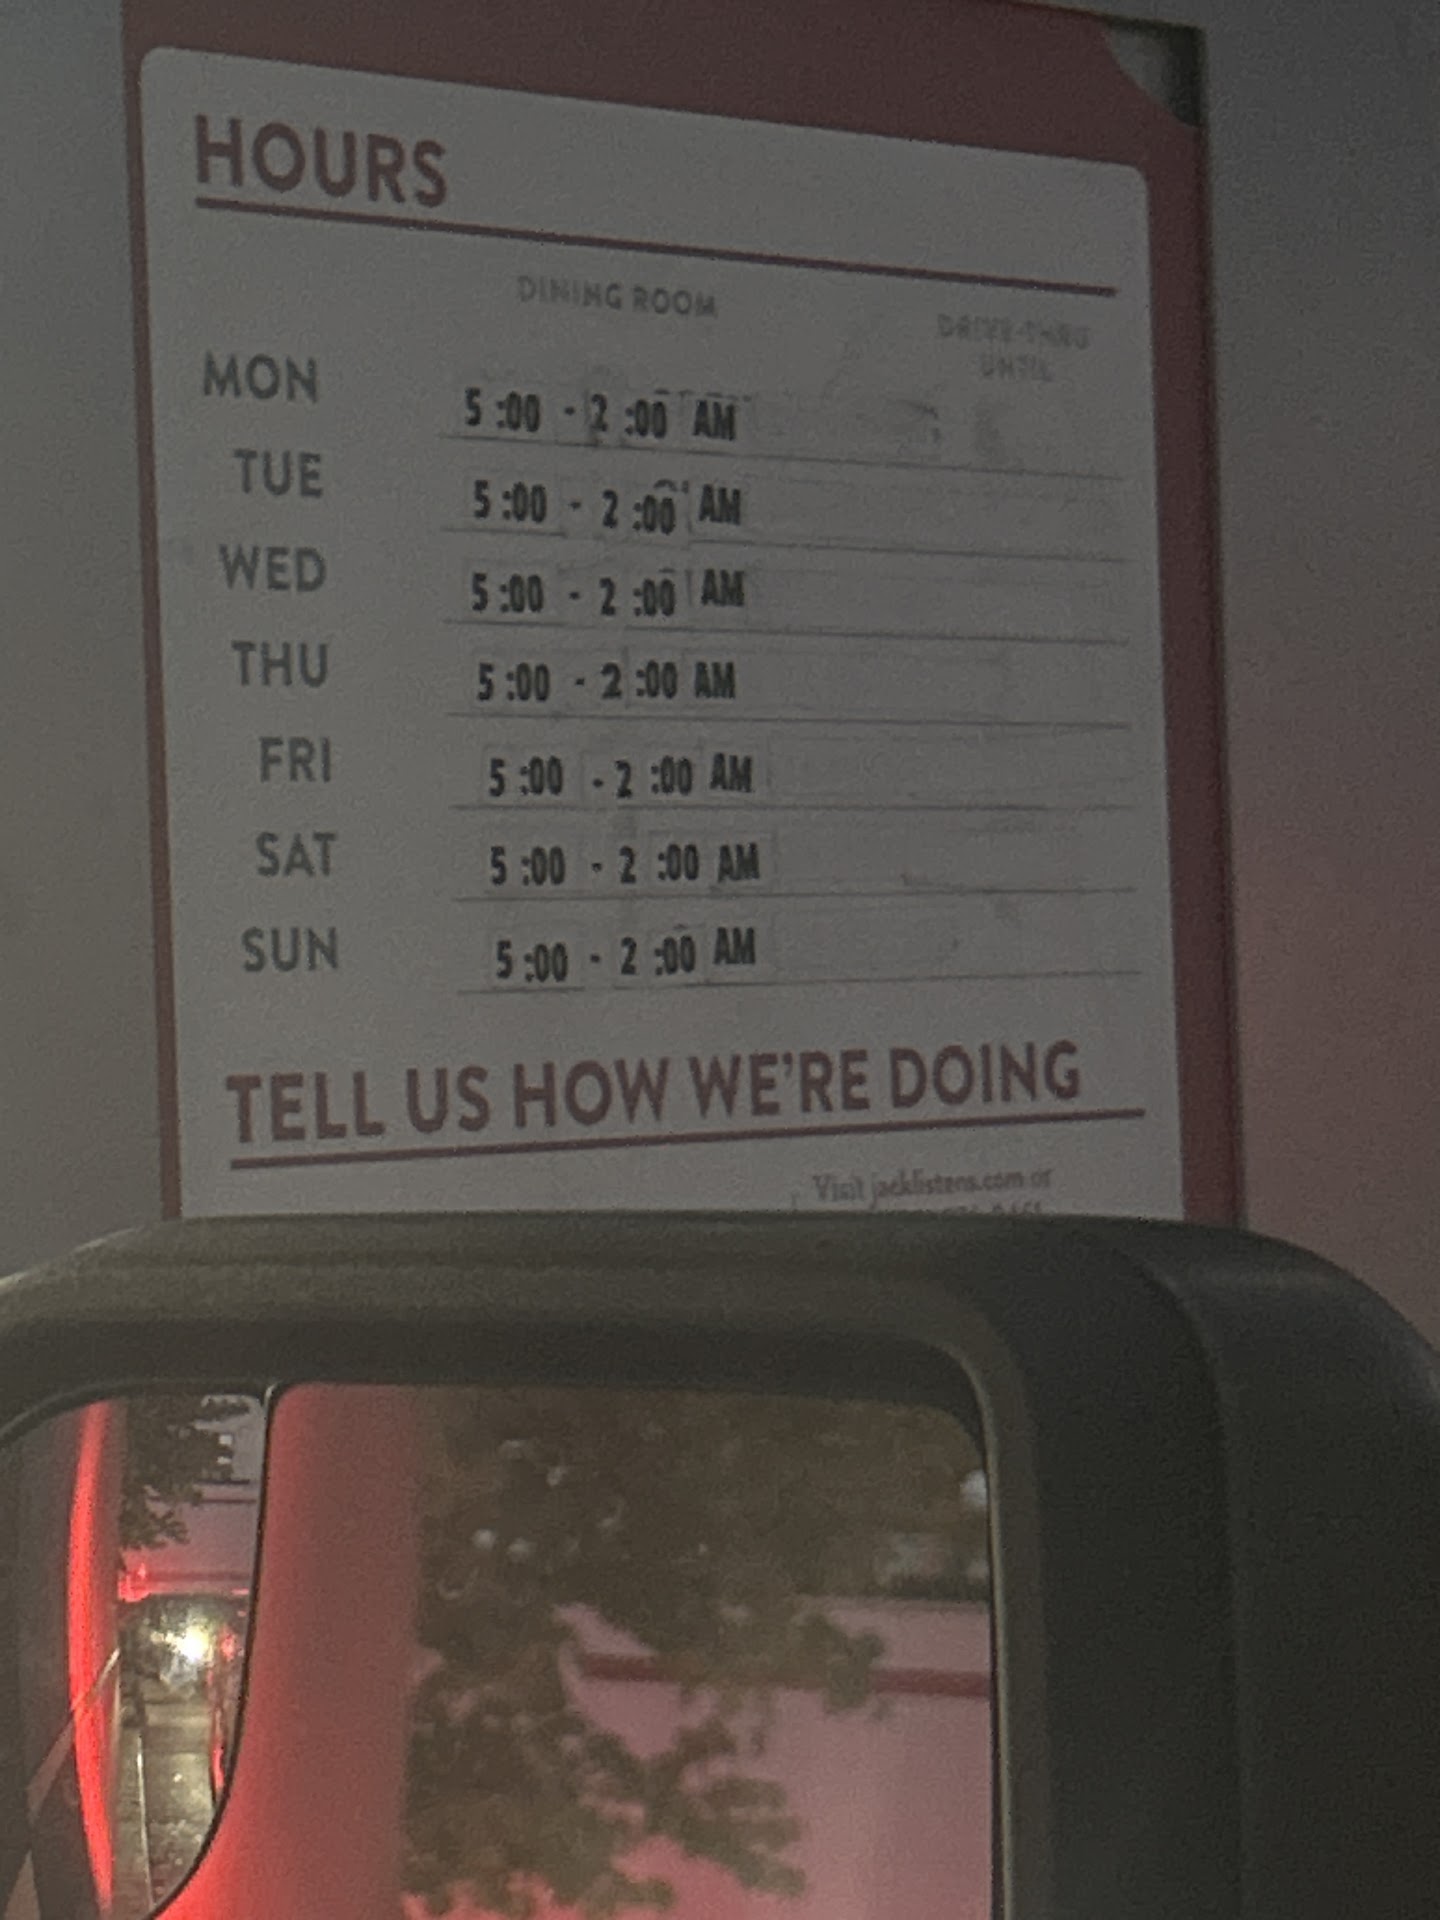 HOURS
DINING ROOM
DRIVE-THRU
UNTIL
MON 5:00 - 2:00 AM
TUE 5:00 - 2:00 AM
WED 5:00 - 2:00 AM
THU 5:00 - 2:00 AM
FRI 5:00 - 2:00 AM
SAT 5:00 - 2:00 AM
SUN 5:00 - 2:00 AM
TELL US HOW WE'RE DOING
Visit jacklistens.com or